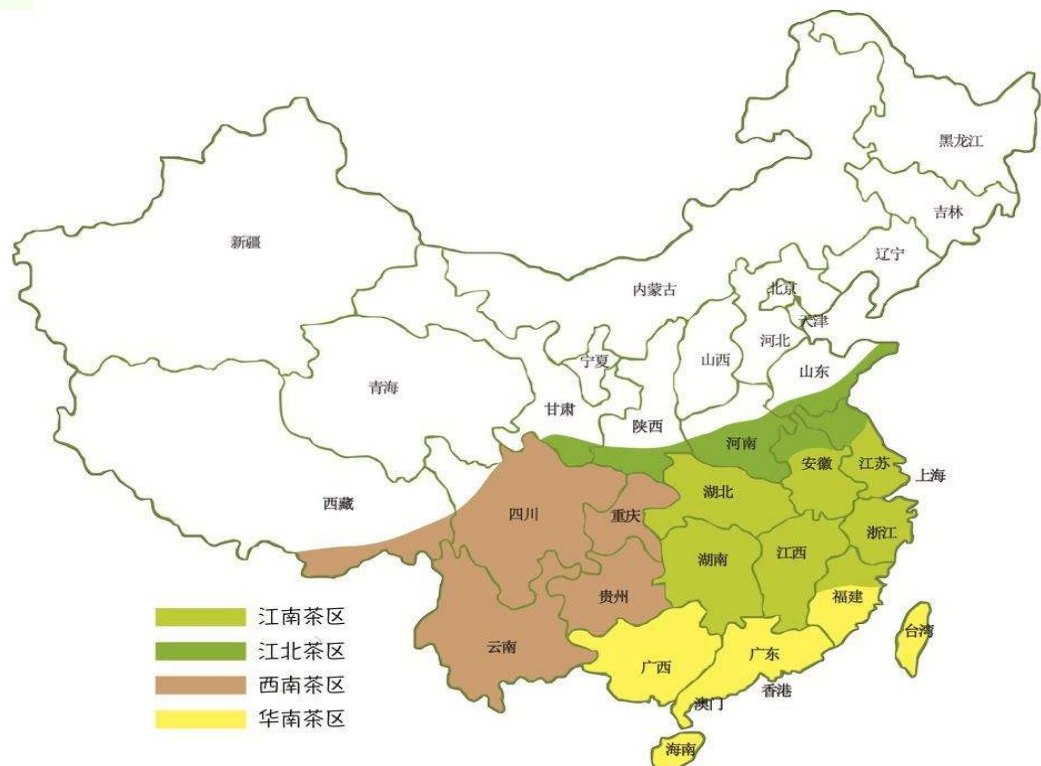 黑龙江
吉林
新疆
辽宁
内蒙古
北京
天津
河北
宁夏
山西
山东
青海
甘肃
陕西
河南
安徽
江苏
上海
西藏
四川
重庆
湖北
浙江
湖南
江西
贵州
福建
云南
台湾
广西
广东
香港
澳门
海南
江南茶区
江北茶区
西南茶区
华南茶区